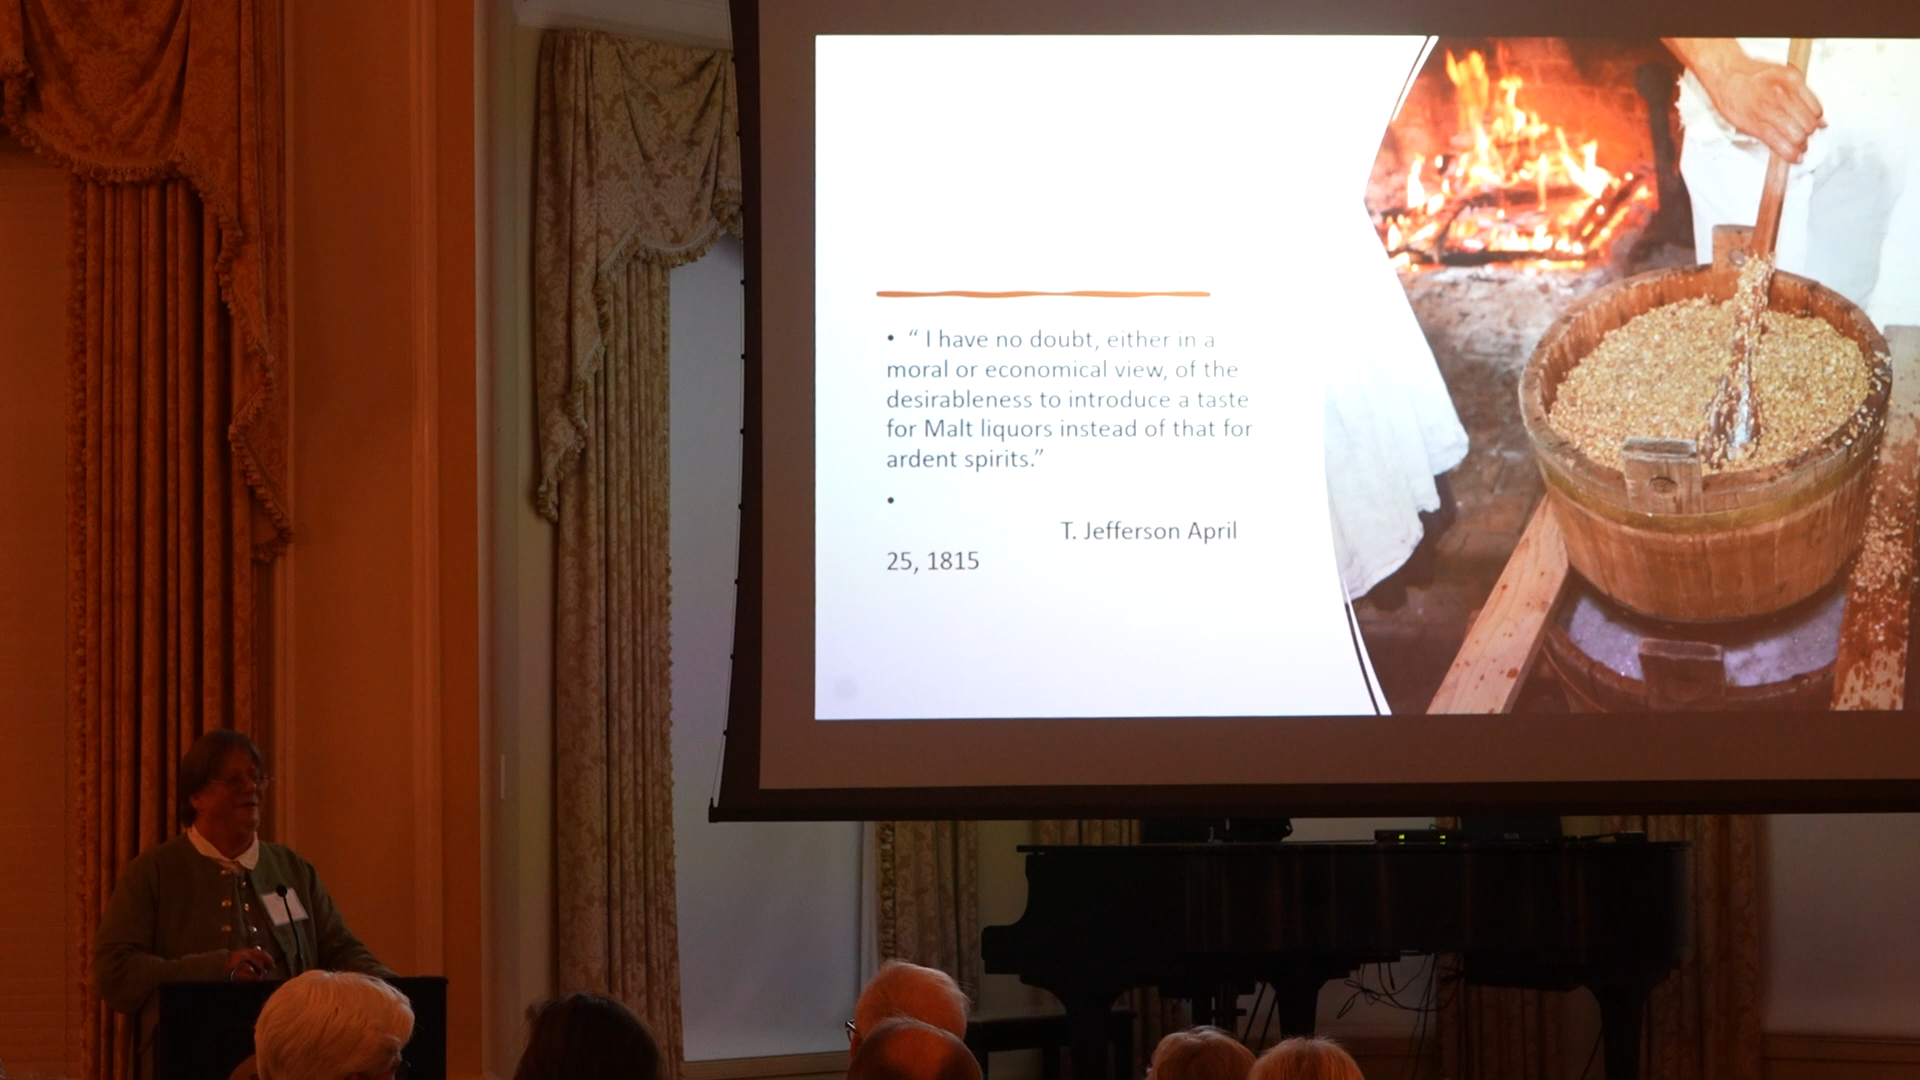 • “ I have no doubt, either in a
moral or economical view, of the
desirableness to introduce a taste
for Malt liquors instead of that for
ardent spirits.”
•
T. Jefferson April
25, 1815